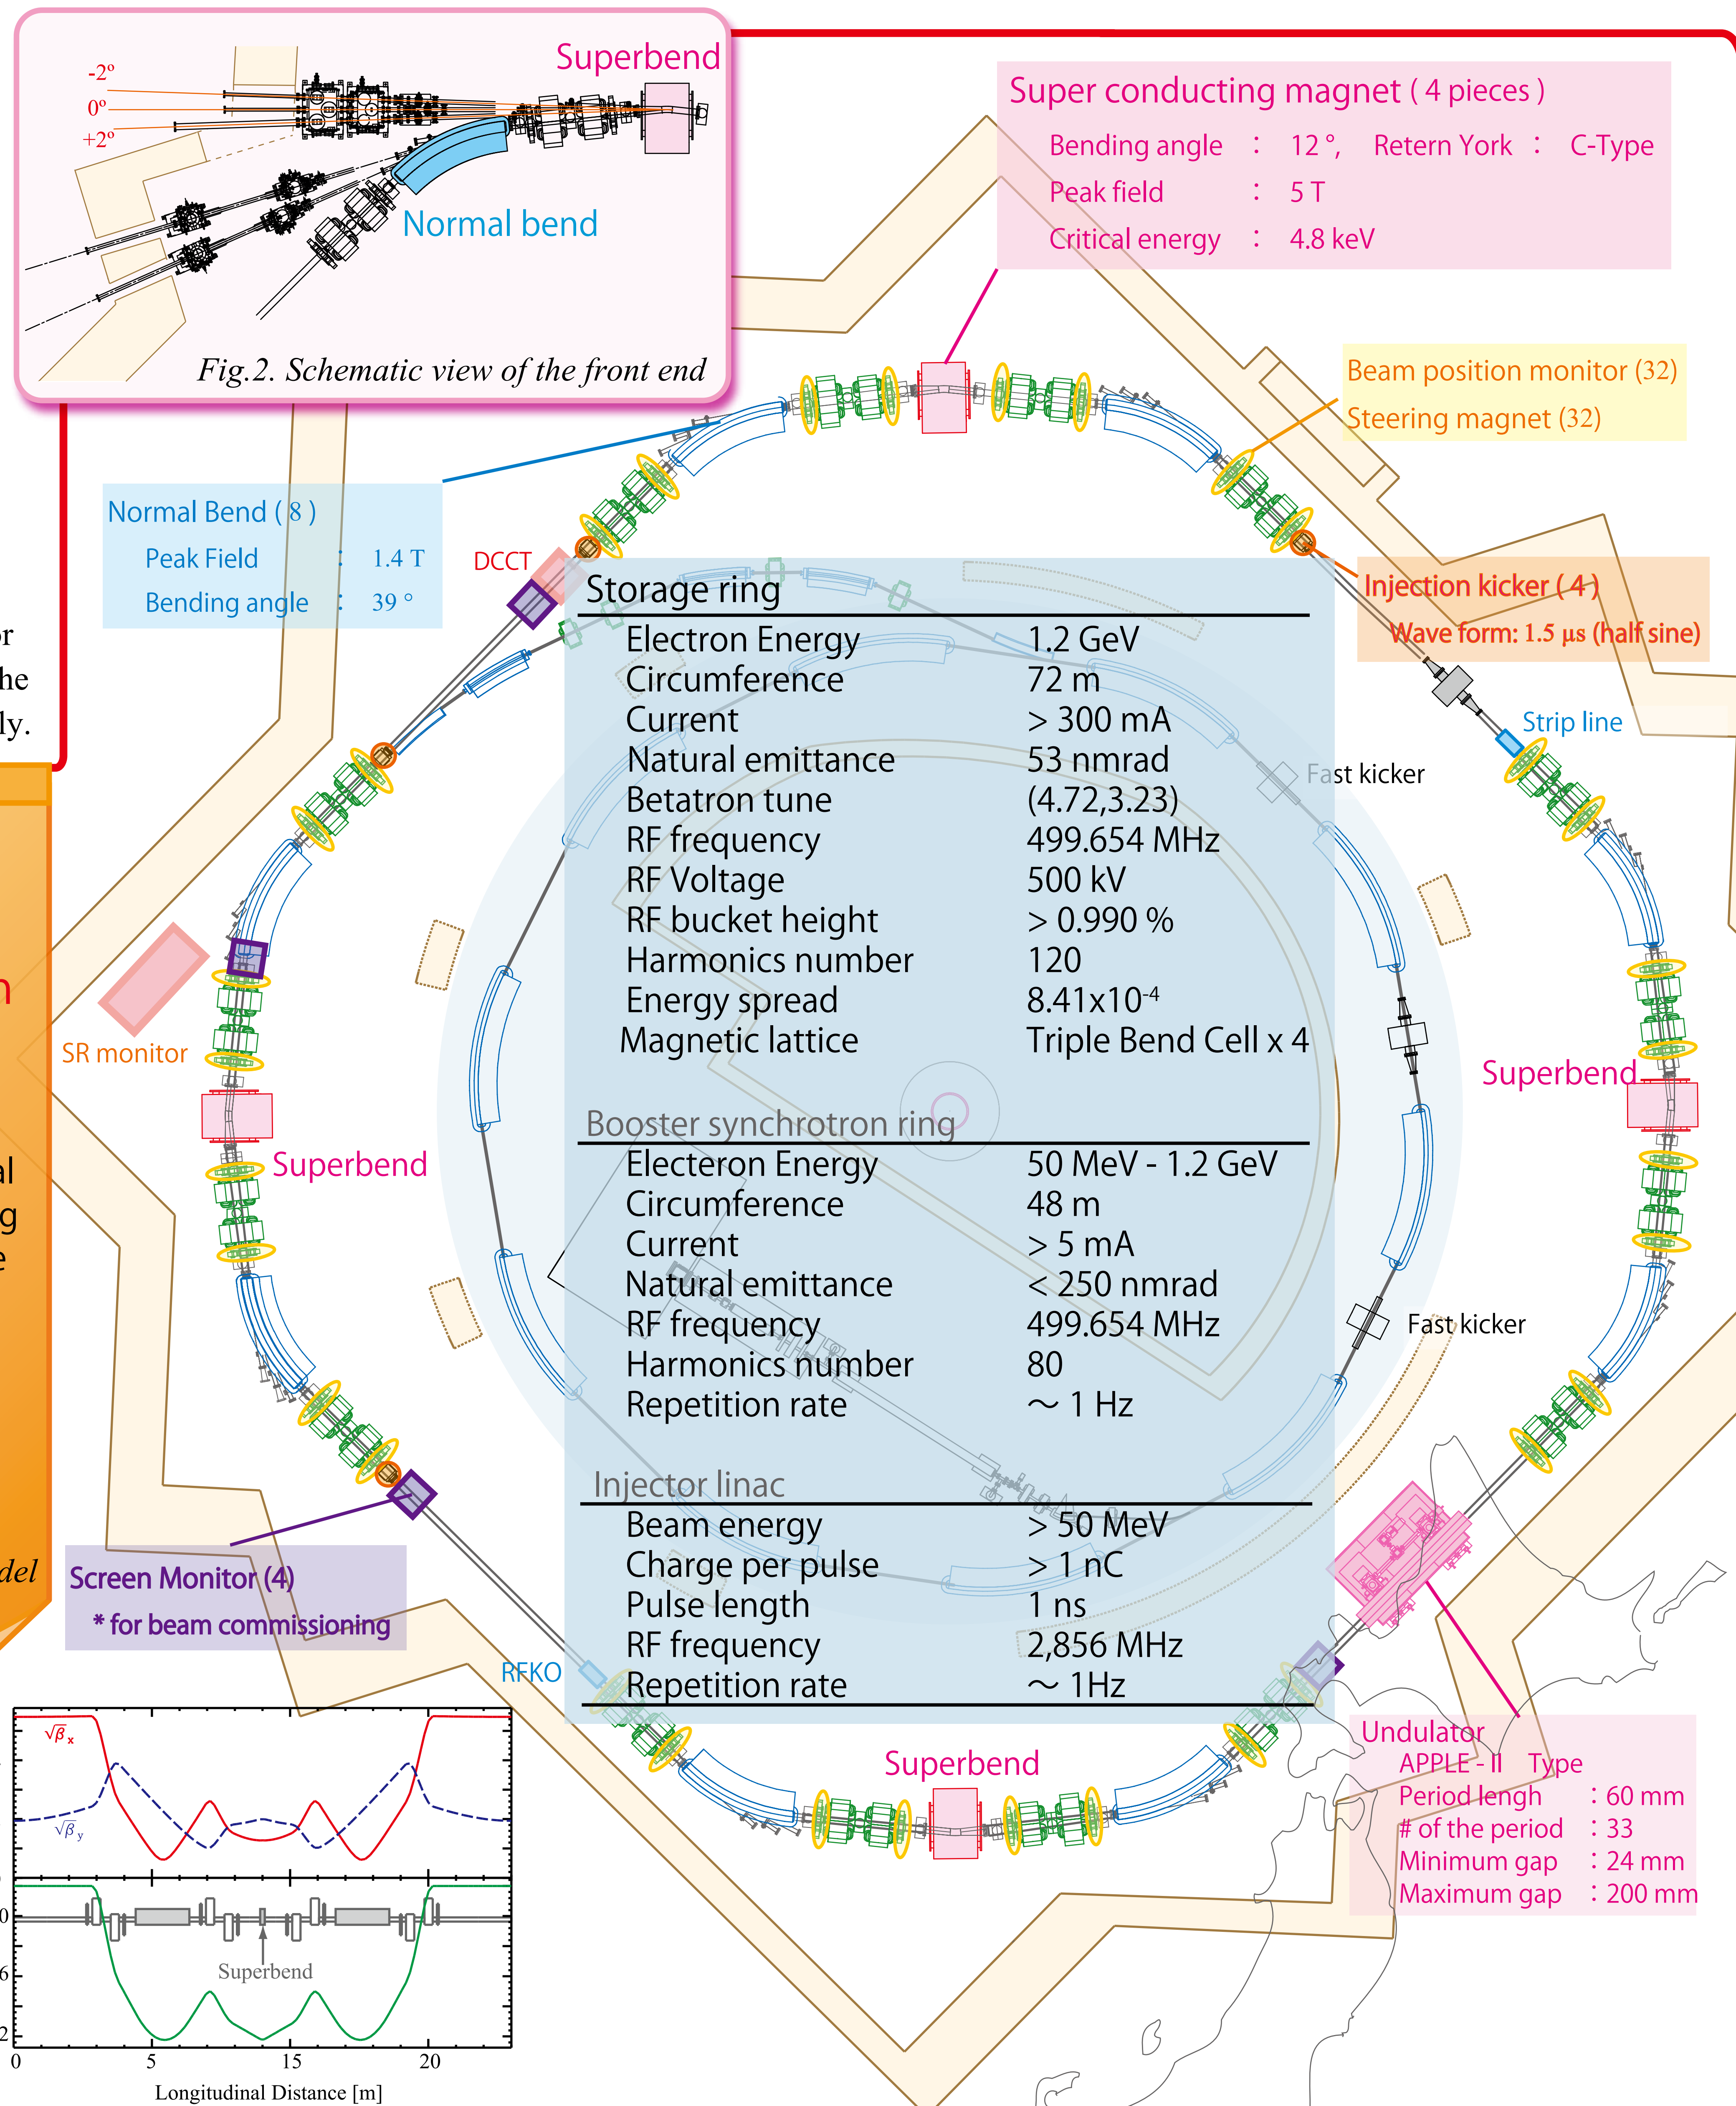 Superbend
-2º
0º
+2º
Normal bend
Fig.2. Schematic view of the front end
Super conducting magnet ( 4 pieces )
Bending angle : 12 °, Retern York : C-Type
Peak field : 5 T
Critical energy : 4.8 keV
Beam position monitor (32)
Steering magnet (32)
Normal Bend ( 8 )
Peak Field : 1.4 T
Bending angle : 39 °
DCCT
Injection kicker ( 4 )
Wave form: 1.5 μs (half sine)
or
he
ly.
Strip line
Fast kicker
Storage ring
Electron Energy 1.2 GeV
Circumference 72 m
Current > 300 mA
Natural emittance 53 nmrad
Betatron tune (4.72,3.23)
RF frequency 499.654 MHz
RF Voltage 500 kV
RF bucket height > 0.990 %
Harmonics number 120
Energy spread 8.41x10⁻⁴
Magnetic lattice Triple Bend Cell x 4
n
SR monitor
Superbend
Superbend
al
g
e
Booster synchrotron ring
Electeron Energy 50 MeV - 1.2 GeV
Circumference 48 m
Current > 5 mA
Natural emittance < 250 nmrad
RF frequency 499.654 MHz
Harmonics number 80
Repetition rate ～ 1 Hz
Fast kicker
Injector linac
Beam energy > 50 MeV
Charge per pulse > 1 nC
Pulse length 1 ns
RF frequency 2,856 MHz
Repetition rate ～ 1Hz
del
Screen Monitor (4)
* for beam commissioning
RFKO
Superbend
Undulator
APPLE - II Type
Period lengh : 60 mm
# of the period : 33
Minimum gap : 24 mm
Maximum gap : 200 mm
√βx
√βy
0
6
2
Superbend
0 5 15 20
Longitudinal Distance [m]